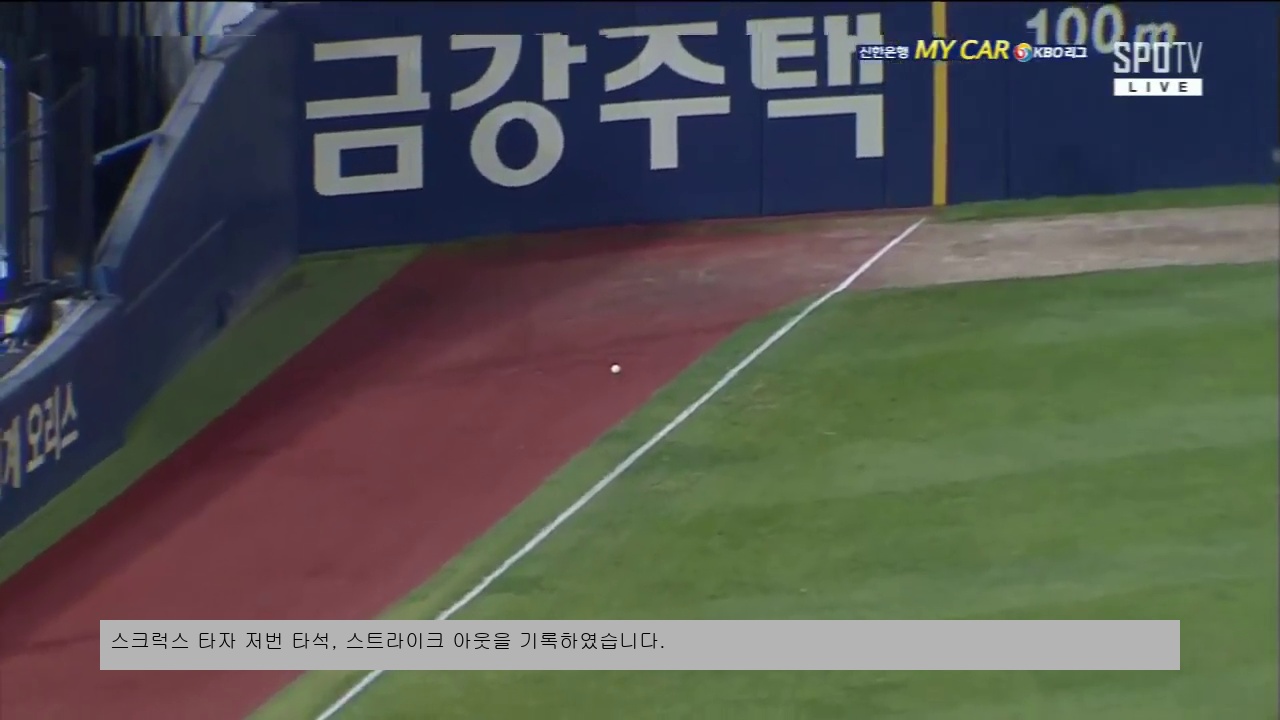 금강주택
100m
신한은행 MY CAR KBO리그
SPOTV
LIVE
오리스
스크럭스 타자 저번 타석, 스트라이크 아웃을 기록하였습니다.